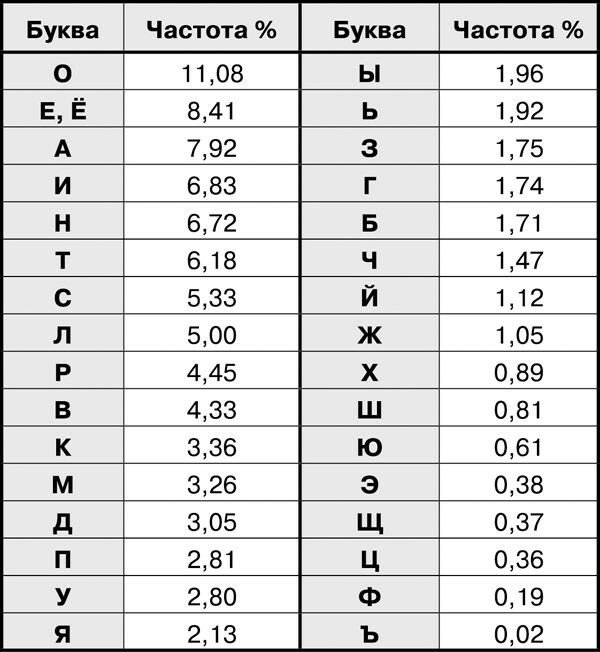 Буква Частота % Буква Частота %
О 11,08 Ы 1,96
Е, Ё 8,41 Ь 1,92
А 7,92 З 1,75
И 6,83 Г 1,74
Н 6,72 Б 1,71
Т 6,18 Ч 1,47
С 5,33 Й 1,12
Л 5,00 Ж 1,05
Р 4,45 Х 0,89
В 4,33 Ш 0,81
К 3,36 Ю 0,61
М 3,26 Э 0,38
Д 3,05 Щ 0,37
П 2,81 Ц 0,36
У 2,80 Ф 0,19
Я 2,13 Ъ 0,02